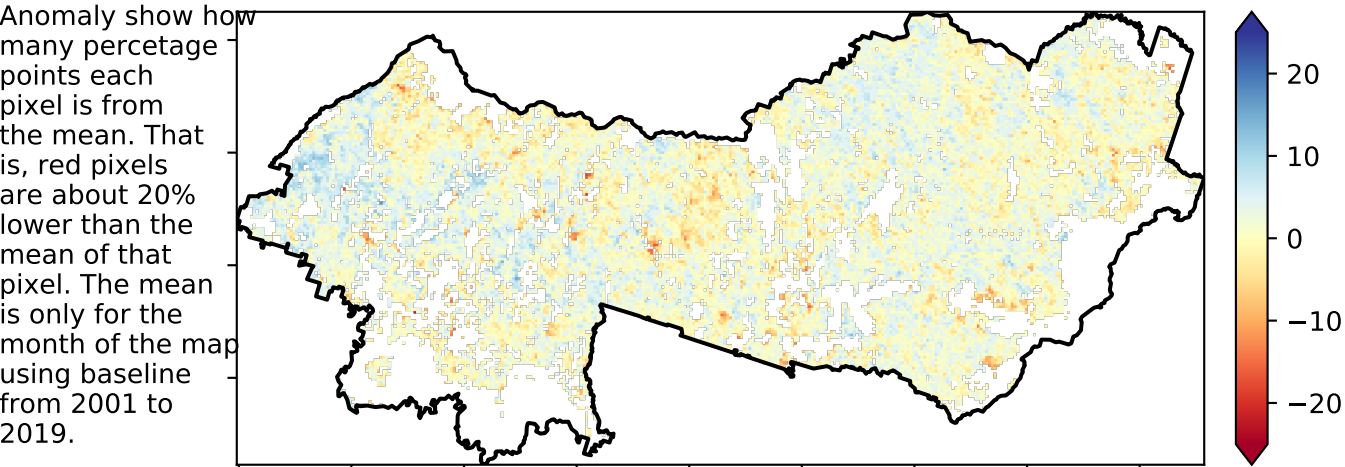 Anomaly show how
many percetage
points each
pixel is from
the mean. That
is, red pixels
are about 20%
lower than the
mean of that
pixel. The mean
is only for the
month of the map
using baseline
from 2001 to
2019.
20
10
0
−10
−20